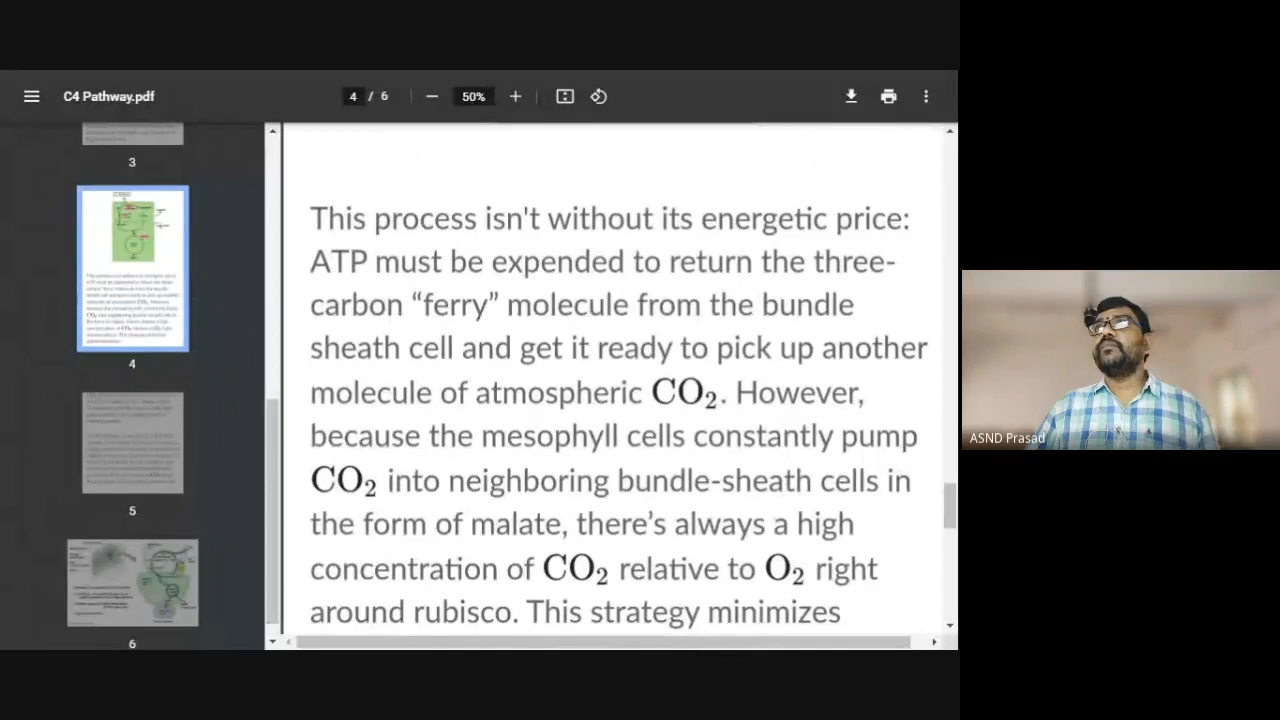 C4 Pathway.pdf
4 / 6
50%
3
4
5
6
This process isn't without its energetic price:
ATP must be expended to return the three-
carbon “ferry” molecule from the bundle
sheath cell and get it ready to pick up another
molecule of atmospheric CO₂. However,
because the mesophyll cells constantly pump
CO₂ into neighboring bundle-sheath cells in
the form of malate, there’s always a high
concentration of CO₂ relative to O₂ right
around rubisco. This strategy minimizes
ASND Prasad